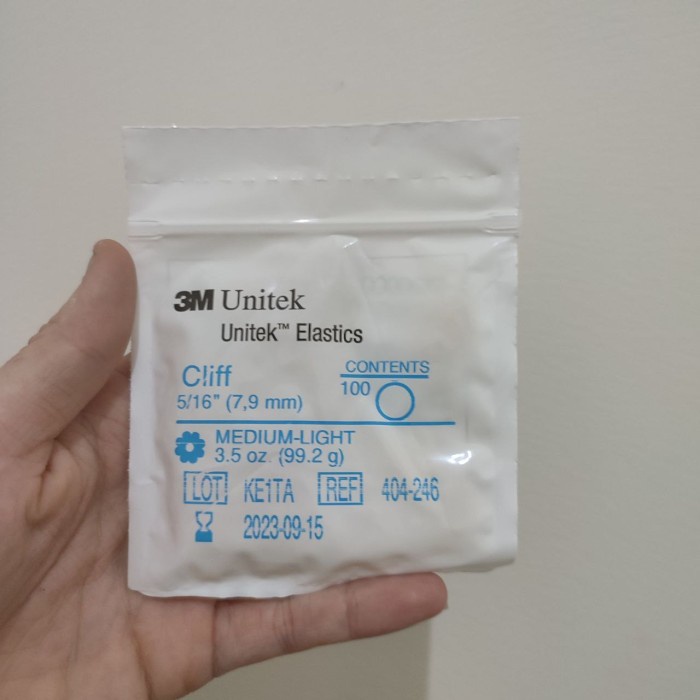 3M Unitek
Unitek™ Elastics
Cliff
5/16" (7,9 mm)
CONTENTS
100
MEDIUM-LIGHT
3.5 oz. (99.2 g)
LOT KE1TA REF 404-246
2023-09-15